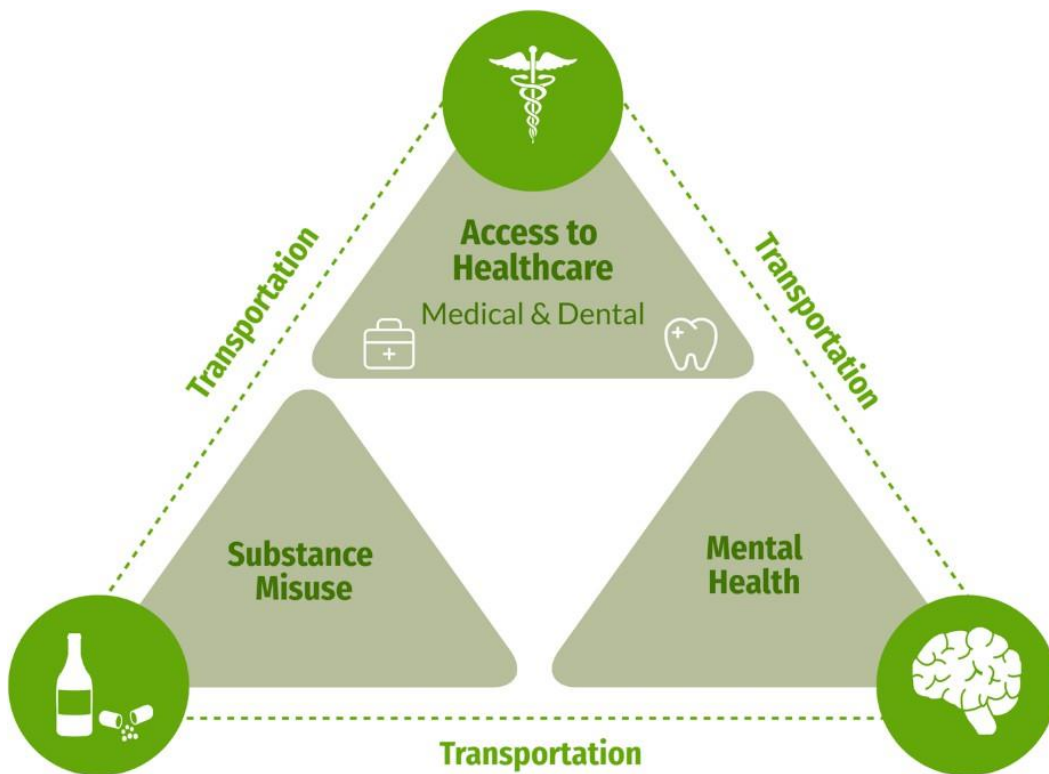 Access to
Healthcare
Medical & Dental
Transportation
Transportation
Substance
Misuse
Mental
Health
Transportation